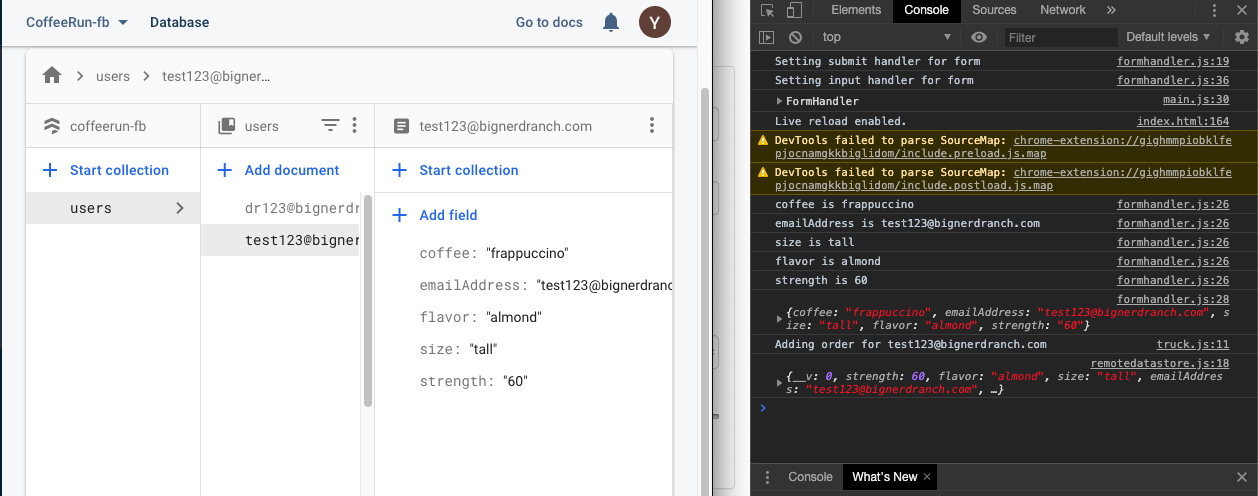 CoffeeRun-fb
Database
Go to docs
Y
users
test123@bigner...
coffeerun-fb
users
test123@bignerdranch.com
Start collection
Add document
Start collection
users
dr123@bignerdr
test123@bigner
Add field
coffee: "frappuccino"
emailAddress: "test123@bignerdranc
flavor: "almond"
size: "tall"
strength: "60"
Elements
Console
Sources
Network
»
top
Filter
Default levels
Setting submit handler for form formhandler.js:19
Setting input handler for form formhandler.js:36
FormHandler main.js:30
Live reload enabled. index.html:164
DevTools failed to parse SourceMap: chrome-extension://gighmmpiobklfe
pjocnamgkkbiglidom/include.preload.js.map
DevTools failed to parse SourceMap: chrome-extension://gighmmpiobklfe
pjocnamgkkbiglidom/include.postload.js.map
coffee is frappuccino formhandler.js:26
emailAddress is test123@bignerdranch.com formhandler.js:26
size is tall formhandler.js:26
flavor is almond formhandler.js:26
strength is 60 formhandler.js:26
formhandler.js:28
{coffee: "frappuccino", emailAddress: "test123@bignerdranch.com", s
ize: "tall", flavor: "almond", strength: "60"}
Adding order for test123@bignerdranch.com truck.js:11
remotedatastore.js:18
{__v: 0, strength: 60, flavor: "almond", size: "tall", emailAddres
s: "test123@bignerdranch.com", …}
Console
What's New